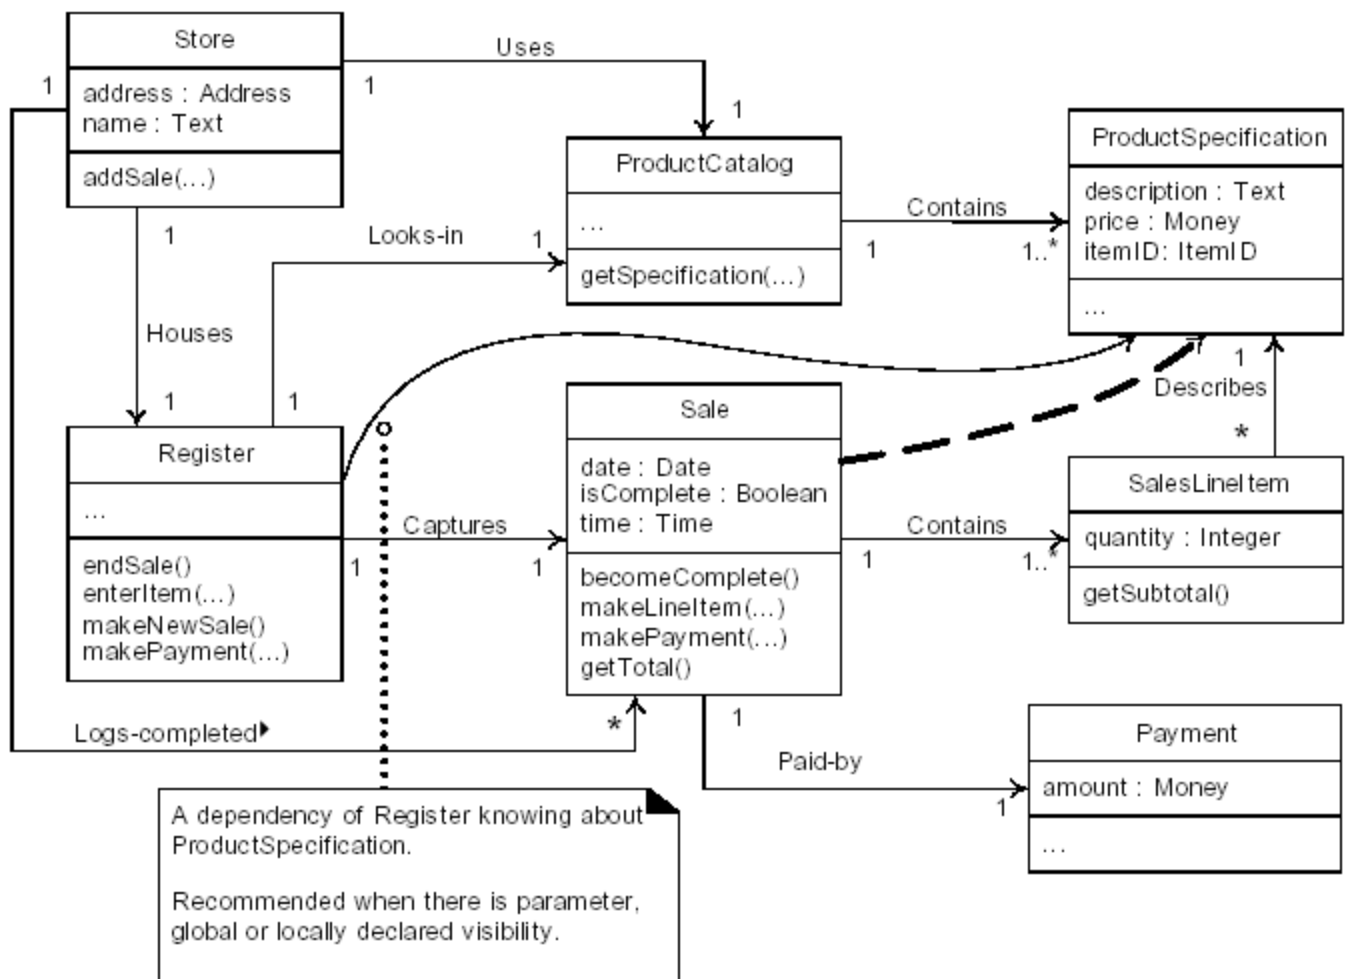 Store
address : Address
name : Text
addSale(...)
1
Uses
1
1
ProductCatalog
...
getSpecification(...)
Contains
1
1..*
ProductSpecification
description : Text
price : Money
itemID: ItemID
...
1
Houses
1
Looks-in
1
1
Register
...
endSale()
enterItem(...)
makeNewSale()
makePayment(...)
Captures
1
1
Sale
date : Date
isComplete : Boolean
time : Time
becomeComplete()
makeLineItem(...)
makePayment(...)
getTotal()
1
Describes
*
Contains
1
1..*
SalesLineItem
quantity : Integer
getSubtotal()
Logs-completed
*
1
Paid-by
1
Payment
amount : Money
...
A dependency of Register knowing about
ProductSpecification.
Recommended when there is parameter,
global or locally declared visibility.